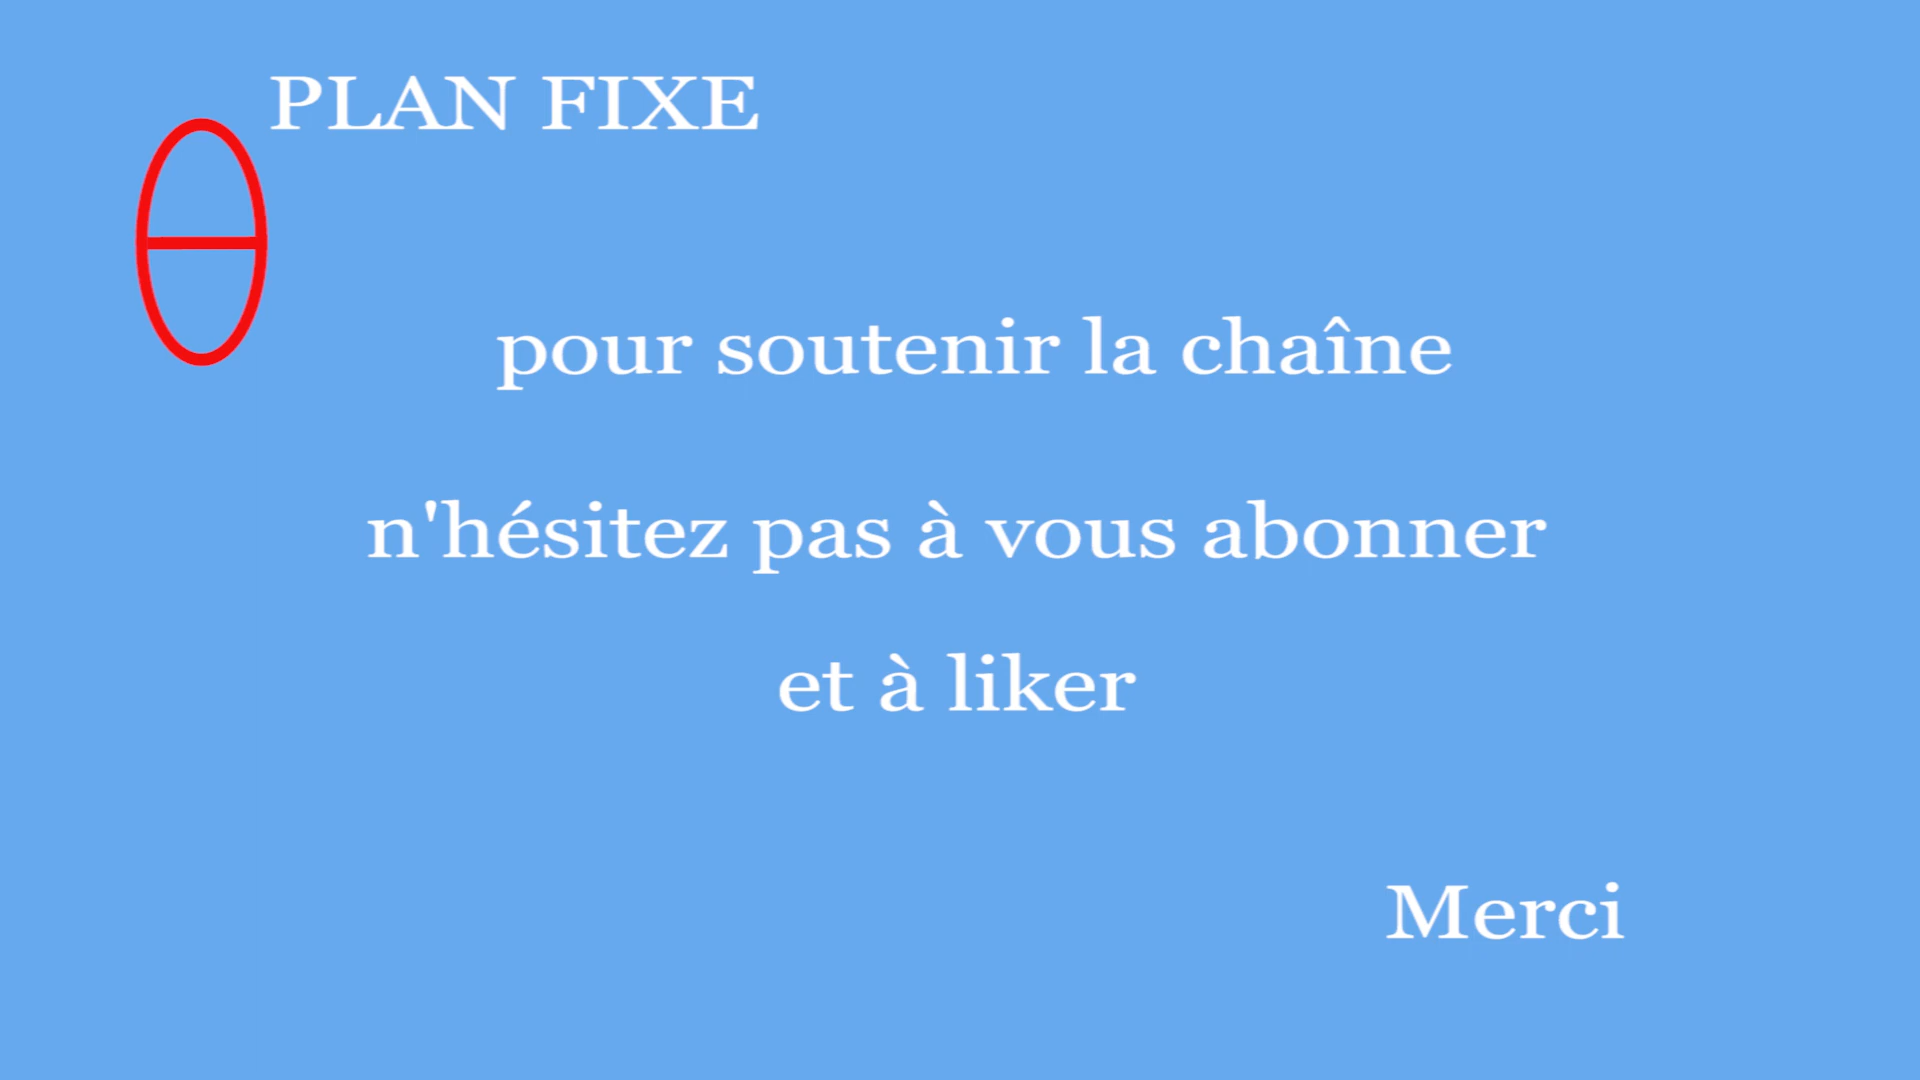 PLAN FIXE
pour soutenir la chaîne
n'hésitez pas à vous abonner
et à liker
Merci